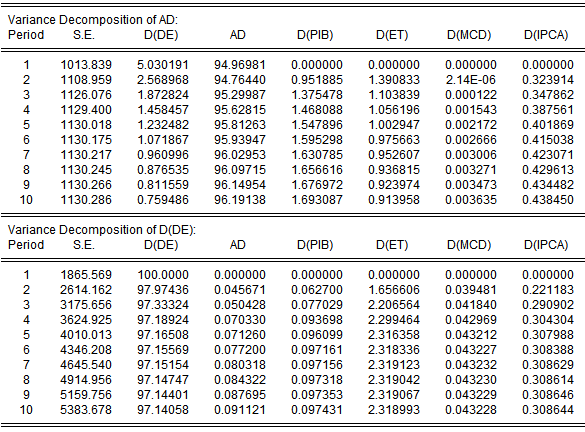 Variance Decomposition of AD:
Period S.E. D(DE) AD D(PIB) D(ET) D(MCD) D(IPCA)
1 1013.839 5.030191 94.96981 0.000000 0.000000 0.000000 0.000000
2 1108.959 2.568968 94.76440 0.951885 1.390833 2.14E-06 0.323914
3 1126.076 1.872824 95.29987 1.375478 1.103839 0.000122 0.347862
4 1129.400 1.458457 95.62815 1.468088 1.056196 0.001543 0.387561
5 1130.018 1.232482 95.81263 1.547896 1.002947 0.002172 0.401869
6 1130.175 1.071867 95.93947 1.595298 0.975663 0.002666 0.415038
7 1130.217 0.960996 96.02953 1.630785 0.952607 0.003006 0.423071
8 1130.245 0.876535 96.09715 1.656616 0.936815 0.003271 0.429613
9 1130.266 0.811559 96.14954 1.676972 0.923974 0.003473 0.434482
10 1130.286 0.759486 96.19138 1.693087 0.913958 0.003635 0.438450
Variance Decomposition of D(DE):
Period S.E. D(DE) AD D(PIB) D(ET) D(MCD) D(IPCA)
1 1865.569 100.0000 0.000000 0.000000 0.000000 0.000000 0.000000
2 2614.162 97.97436 0.045671 0.062700 1.656606 0.039481 0.221183
3 3175.656 97.33324 0.050428 0.077029 2.206564 0.041840 0.290902
4 3624.925 97.18924 0.070330 0.093698 2.299464 0.042969 0.304304
5 4010.013 97.16508 0.071260 0.096099 2.316358 0.043212 0.307988
6 4346.208 97.15569 0.077200 0.097161 2.318336 0.043227 0.308388
7 4645.540 97.15154 0.080318 0.097156 2.319123 0.043232 0.308629
8 4914.956 97.14747 0.084322 0.097318 2.319042 0.043230 0.308614
9 5159.756 97.14401 0.087695 0.097353 2.319067 0.043229 0.308646
10 5383.678 97.14058 0.091121 0.097431 2.318993 0.043228 0.308644